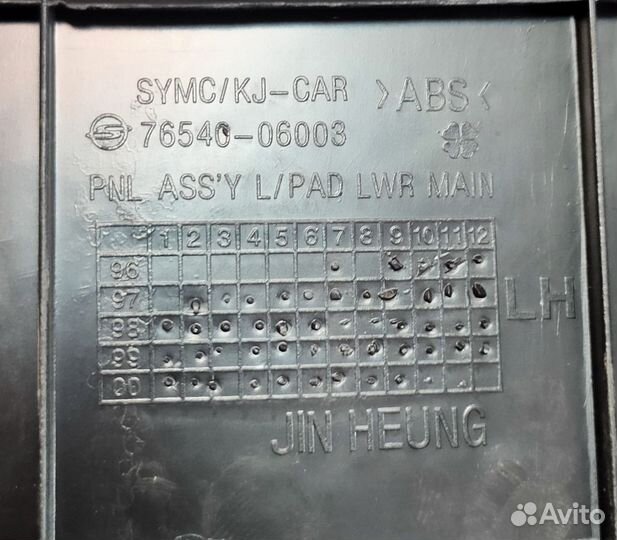 SYMC/KJ-CAR >ABS<
76540-06003
PNL ASS'Y L/PAD LWR MAIN
1 2 3 4 5 6 7 8 9 10 11 12
96
97
98
99
00
LH
JIN HEUNG
Avito